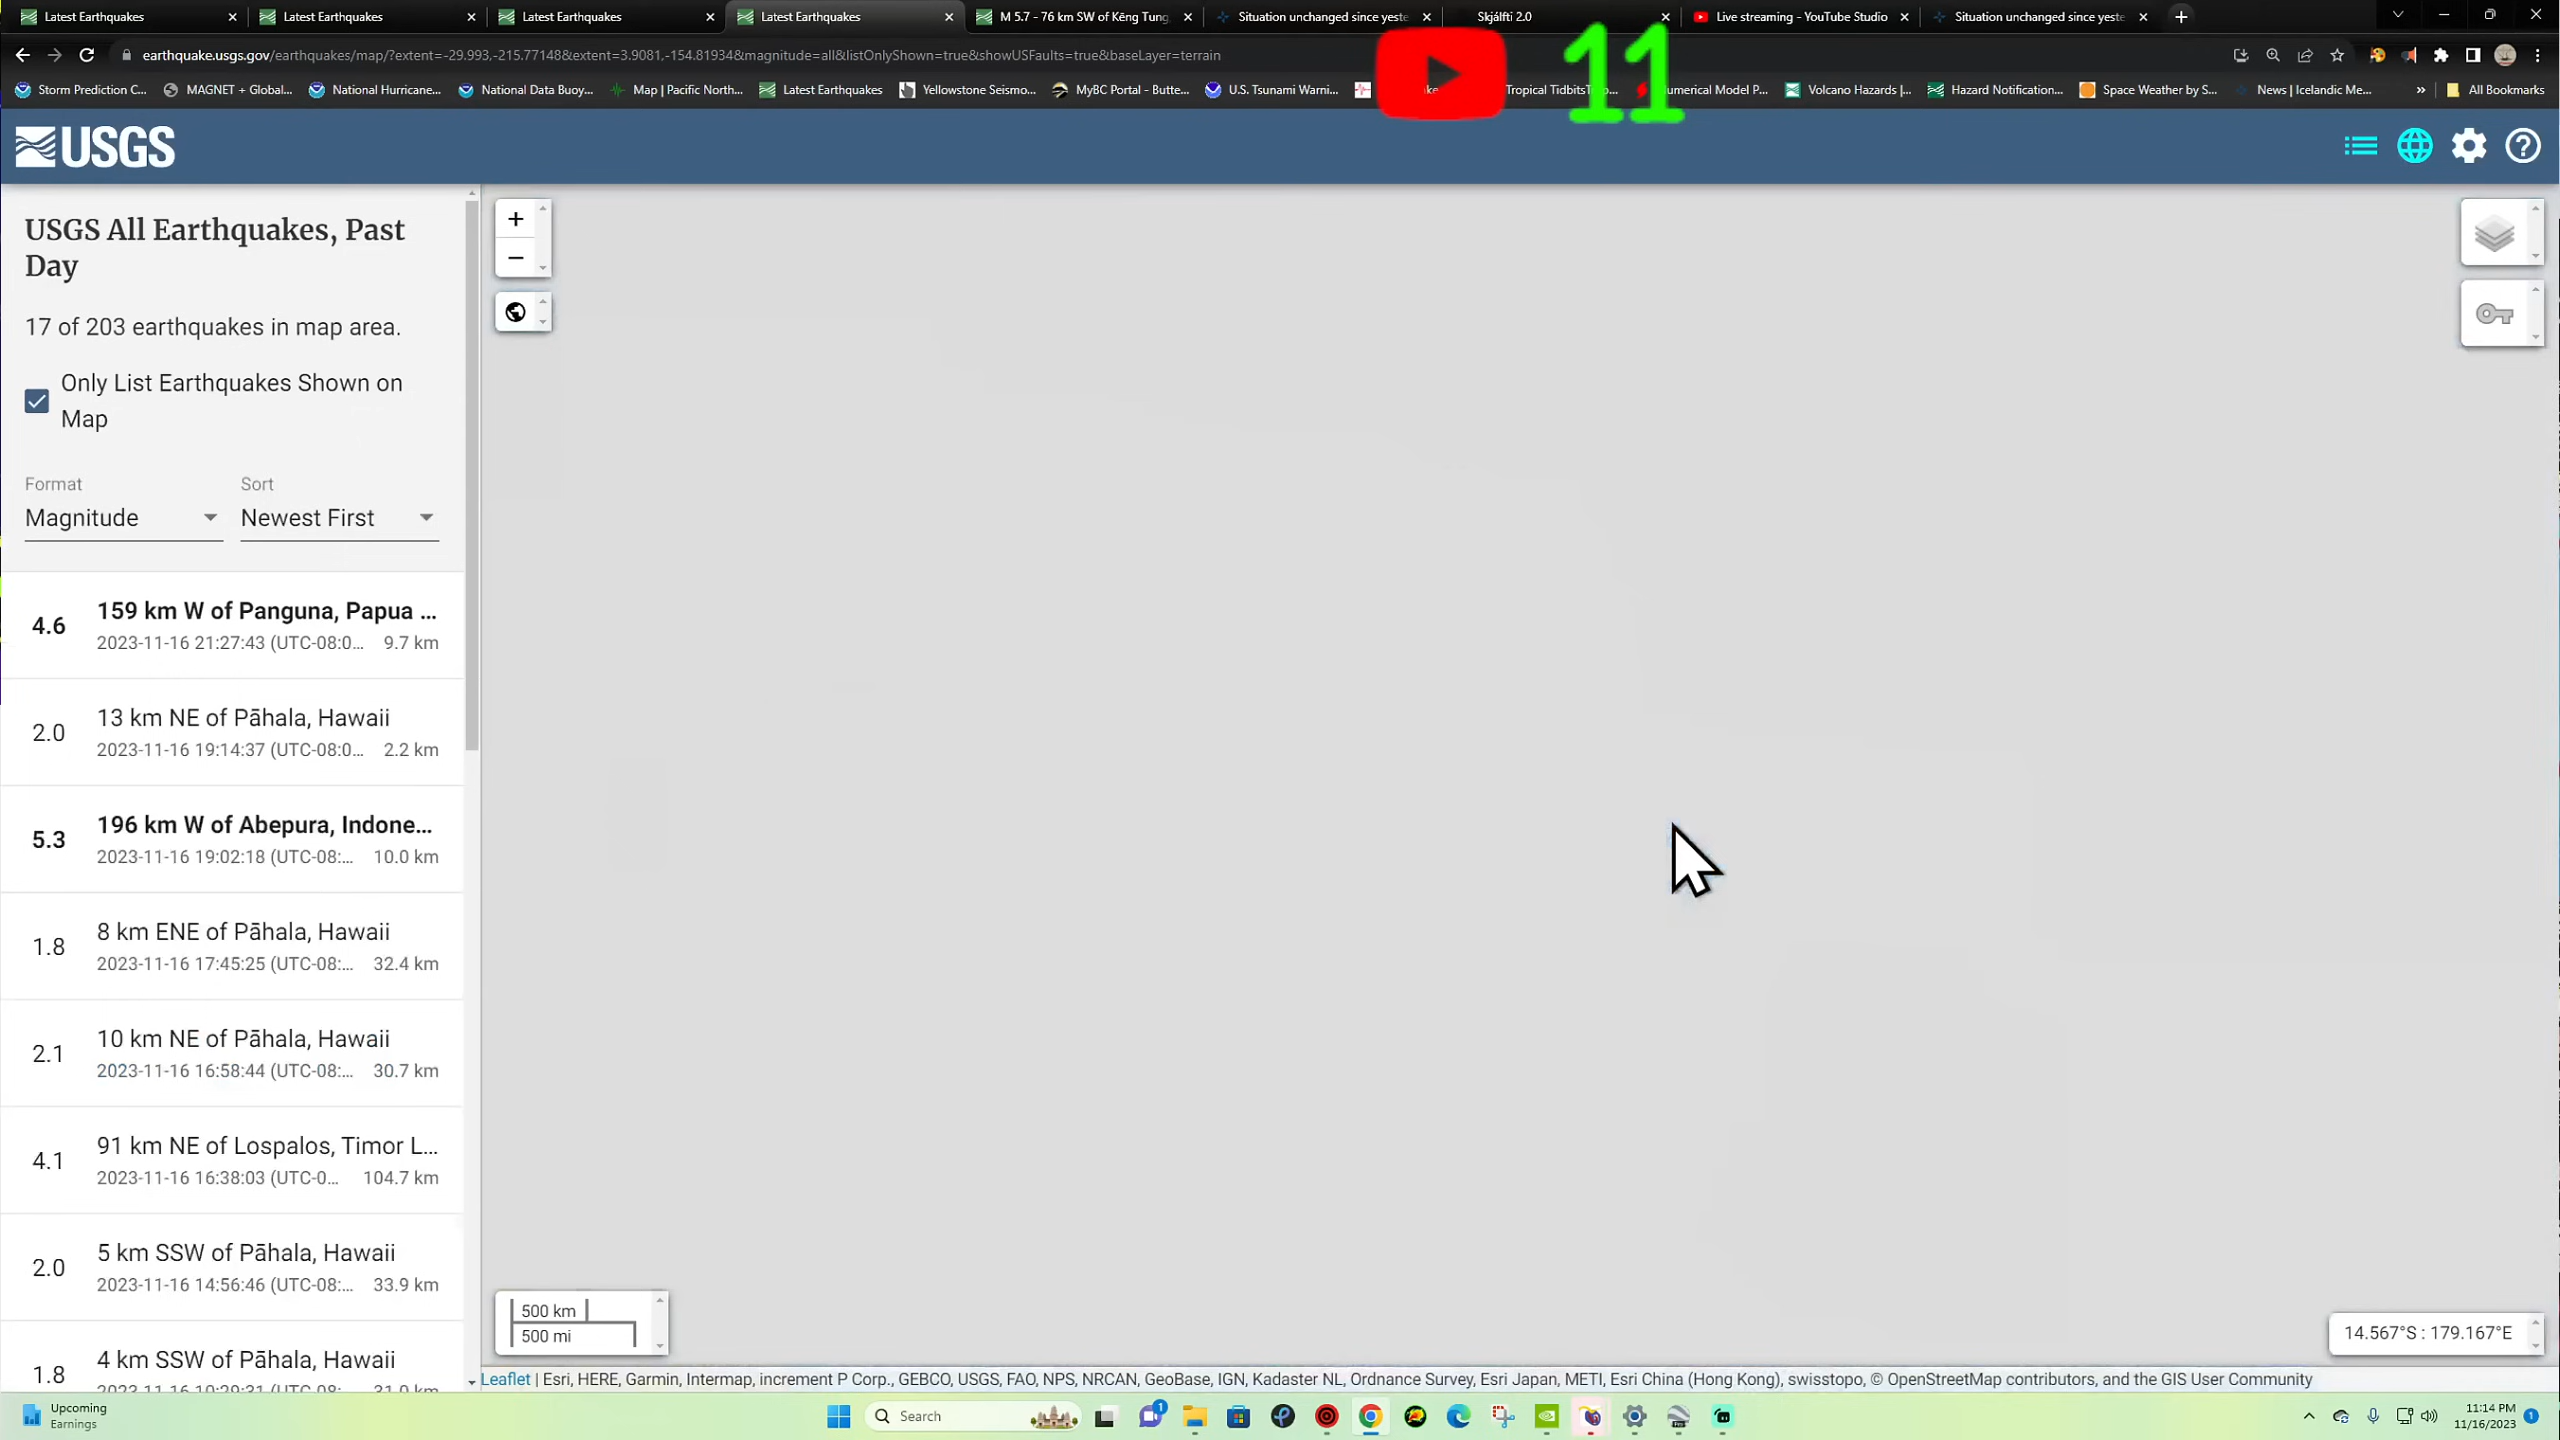 Latest Earthquakes
Latest Earthquakes
Latest Earthquakes
Latest Earthquakes
M 5.7 - 76 km SW of Kēng Tung,
Situation unchanged since yeste
Skjálfti 2.0
Live streaming - YouTube Studio
Situation unchanged since yeste
earthquake.usgs.gov/earthquakes/map/?extent=-29.993,-215.77148&extent=3.9081,-154.81934&magnitude=all&listOnlyShown=true&showUSFaults=true&baseLayer=terrain
Storm Prediction C...
MAGNET + Global...
National Hurricane...
National Data Buoy...
Map | Pacific North...
Latest Earthquakes
Yellowstone Seismo...
MyBC Portal - Butte...
U.S. Tsunami Warni...
Numerical Model P...
Volcano Hazards |...
Hazard Notification...
Space Weather by S...
News | Icelandic Me...
»
All Bookmarks
11
USGS
USGS All Earthquakes, Past
Day
17 of 203 earthquakes in map area.
Only List Earthquakes Shown on
Map
Format
Magnitude
Sort
Newest First
4.6
159 km W of Panguna, Papua ...
2023-11-16 21:27:43 (UTC-08:0... 9.7 km
2.0
13 km NE of Pāhala, Hawaii
2023-11-16 19:14:37 (UTC-08:0... 2.2 km
5.3
196 km W of Abepura, Indone...
2023-11-16 19:02:18 (UTC-08:... 10.0 km
1.8
8 km ENE of Pāhala, Hawaii
2023-11-16 17:45:25 (UTC-08:... 32.4 km
2.1
10 km NE of Pāhala, Hawaii
2023-11-16 16:58:44 (UTC-08:... 30.7 km
4.1
91 km NE of Lospalos, Timor L...
2023-11-16 16:38:03 (UTC-0... 104.7 km
2.0
5 km SSW of Pāhala, Hawaii
2023-11-16 14:56:46 (UTC-08:... 33.9 km
1.8
4 km SSW of Pāhala, Hawaii
2023-11-16 10:29:31 (UTC-08:... 31.0 km
+
−
500 km
500 mi
14.567°S : 179.167°E
Leaflet | Esri, HERE, Garmin, Intermap, increment P Corp., GEBCO, USGS, FAO, NPS, NRCAN, GeoBase, IGN, Kadaster NL, Ordnance Survey, Esri Japan, METI, Esri China (Hong Kong), swisstopo, © OpenStreetMap contributors, and the GIS User Community
Upcoming
Earnings
Search
1
11:14 PM
11/16/2023
1